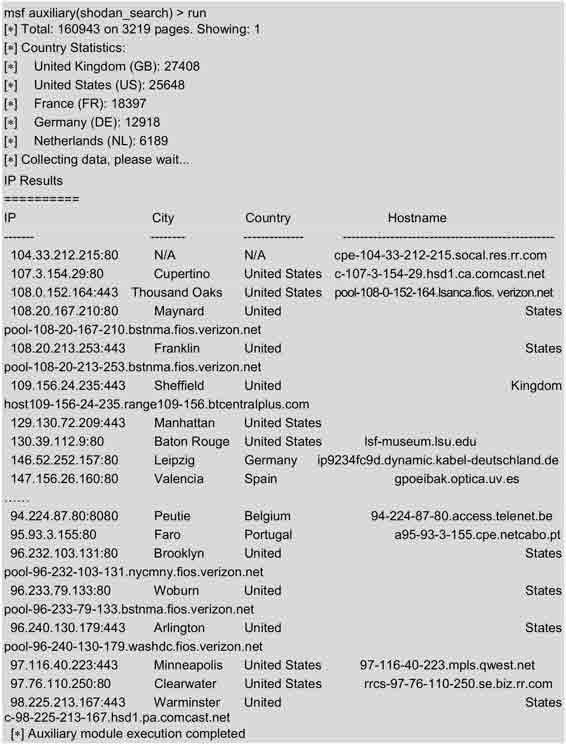 msf auxiliary(shodan_search) > run
[*] Total: 160943 on 3219 pages. Showing: 1
[*] Country Statistics:
[*] United Kingdom (GB): 27408
[*] United States (US): 25648
[*] France (FR): 18397
[*] Germany (DE): 12918
[*] Netherlands (NL): 6189
[*] Collecting data, please wait...
IP Results
==========
IP City Country Hostname
------- -------- -------------- --------------------------------------------------
104.33.212.215:80 N/A N/A cpe-104-33-212-215.socal.res.rr.com
107.3.154.29:80 Cupertino United States c-107-3-154-29.hsd1.ca.comcast.net
108.0.152.164:443 Thousand Oaks United States pool-108-0-152-164.lsanca.fios. verizon.net
108.20.167.210:80 Maynard United States
pool-108-20-167-210.bstnma.fios.verizon.net
108.20.213.253:443 Franklin United States
pool-108-20-213-253.bstnma.fios.verizon.net
109.156.24.235:443 Sheffield United Kingdom
host109-156-24-235.range109-156.btcentralplus.com
129.130.72.209:443 Manhattan United States
130.39.112.9:80 Baton Rouge United States lsf-museum.lsu.edu
146.52.252.157:80 Leipzig Germany ip9234fc9d.dynamic.kabel-deutschland.de
147.156.26.160:80 Valencia Spain gpoeibak.optica.uv.es
......
94.224.87.80:8080 Peutie Belgium 94-224-87-80.access.telenet.be
95.93.3.155:80 Faro Portugal a95-93-3-155.cpe.netcabo.pt
96.232.103.131:80 Brooklyn United States
pool-96-232-103-131.nycmny.fios.verizon.net
96.233.79.133:80 Woburn United States
pool-96-233-79-133.bstnma.fios.verizon.net
96.240.130.179:443 Arlington United States
pool-96-240-130-179.washdc.fios.verizon.net
97.116.40.223:443 Minneapolis United States 97-116-40-223.mpls.qwest.net
97.76.110.250:80 Clearwater United States rrcs-97-76-110-250.se.biz.rr.com
98.225.213.167:443 Warminster United States
c-98-225-213-167.hsd1.pa.comcast.net
[*] Auxiliary module execution completed